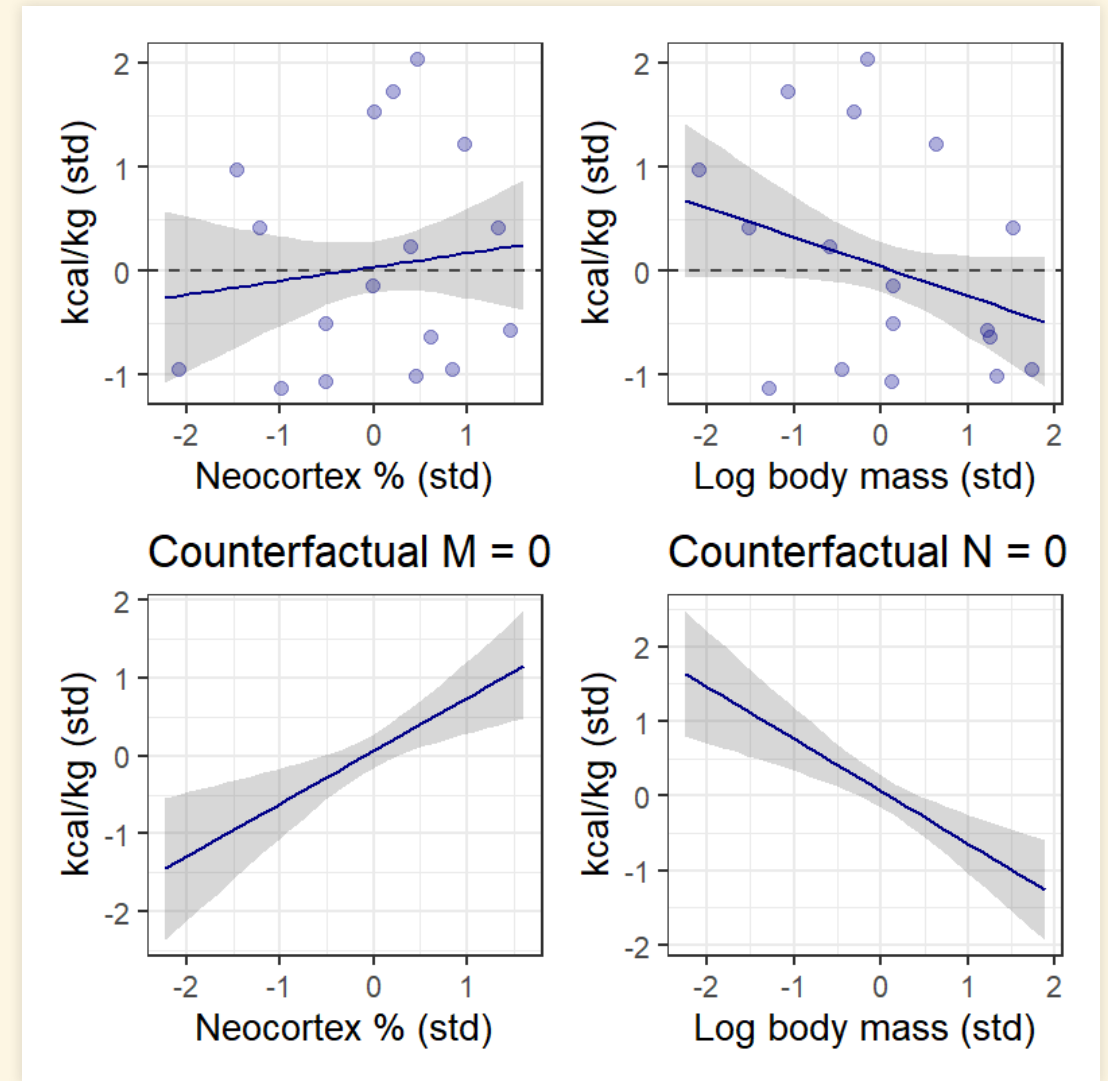 2
1
0
-1
kcal/kg (std)
-2 -1 0 1
Neocortex % (std)
2
1
0
-1
kcal/kg (std)
-2 -1 0 1 2
Log body mass (std)
Counterfactual M = 0
2
1
0
-1
-2
kcal/kg (std)
-2 -1 0 1
Neocortex % (std)
Counterfactual N = 0
2
1
0
-1
-2
kcal/kg (std)
-2 -1 0 1 2
Log body mass (std)